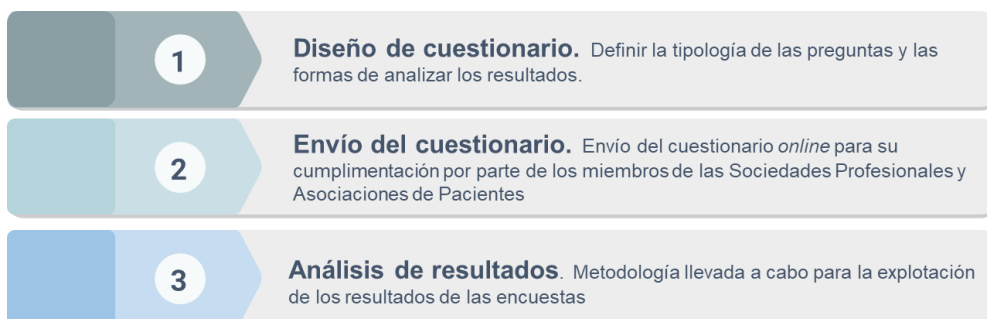 1
Diseño de cuestionario. Definir la tipología de las preguntas y las
formas de analizar los resultados.
2
Envío del cuestionario. Envío del cuestionario online para su
cumplimentación por parte de los miembros de las Sociedades Profesionales y
Asociaciones de Pacientes
3
Análisis de resultados. Metodología llevada a cabo para la explotación
de los resultados de las encuestas